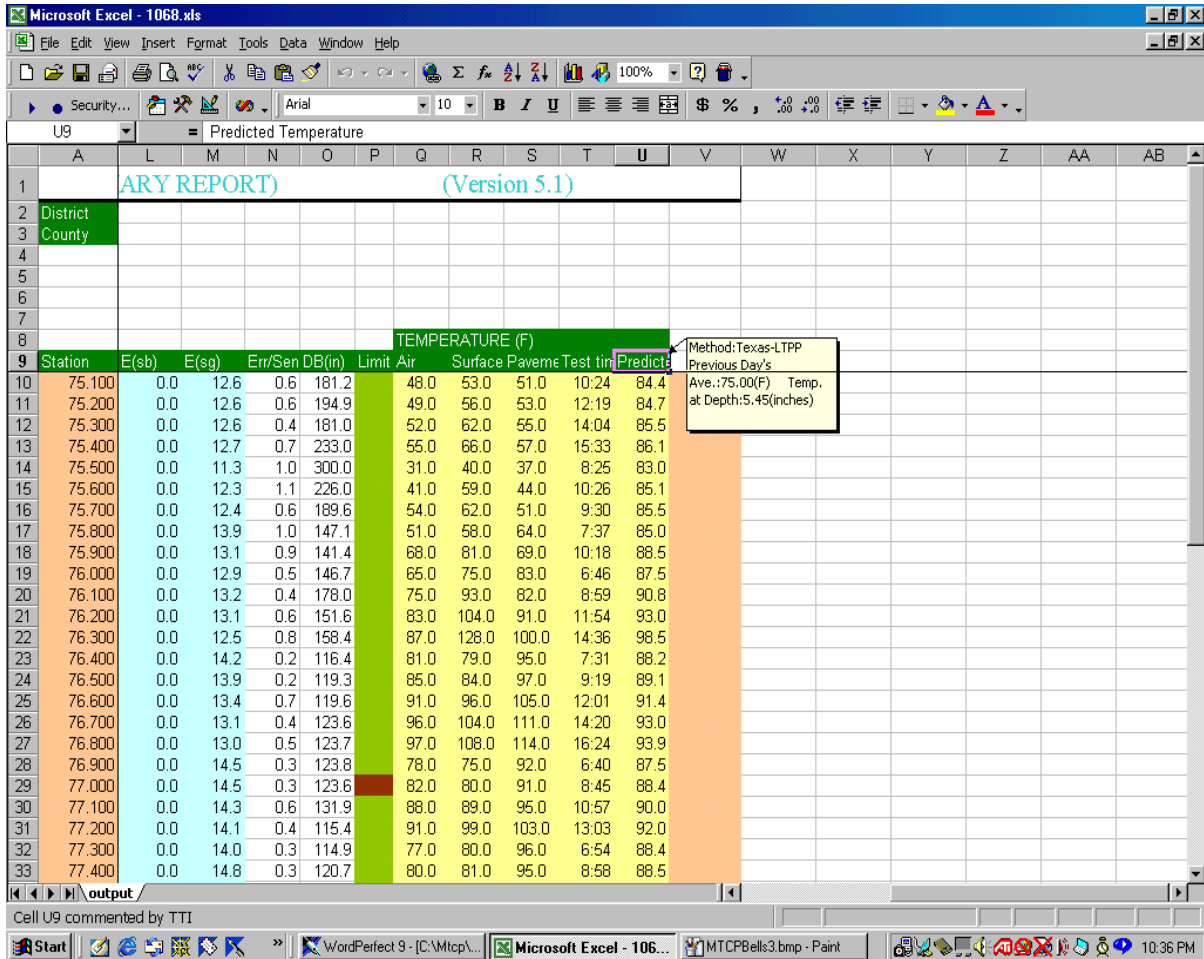 Microsoft Excel - 1068.xls
File Edit View Insert Format Tools Data Window Help
100%
Security... Arial 10 B I U $ % ,
U9 = Predicted Temperature
A L M N O P Q R S T U V W X Y Z AA AB
1 ARY REPORT) (Version 5.1)
2 District
3 County
4
5
6
7
8 TEMPERATURE (F)
9 Station E(sb) E(sg) Err/Sen DB(in) Limit Air Surface Paveme Test tim Predicte
10 75.100 0.0 12.6 0.6 181.2 48.0 53.0 51.0 10:24 84.4
11 75.200 0.0 12.6 0.6 194.9 49.0 56.0 53.0 12:19 84.7
12 75.300 0.0 12.6 0.4 181.0 52.0 62.0 55.0 14:04 85.5
13 75.400 0.0 12.7 0.7 233.0 55.0 66.0 57.0 15:33 86.1
14 75.500 0.0 11.3 1.0 300.0 31.0 40.0 37.0 8:25 83.0
15 75.600 0.0 12.3 1.1 226.0 41.0 59.0 44.0 10:26 85.1
16 75.700 0.0 12.4 0.6 189.6 54.0 62.0 51.0 9:30 85.5
17 75.800 0.0 13.9 1.0 147.1 51.0 58.0 64.0 7:37 85.0
18 75.900 0.0 13.1 0.9 141.4 68.0 81.0 69.0 10:18 88.5
19 76.000 0.0 12.9 0.5 146.7 65.0 75.0 83.0 6:46 87.5
20 76.100 0.0 13.2 0.4 178.0 75.0 93.0 82.0 8:59 90.8
21 76.200 0.0 13.1 0.6 151.6 83.0 104.0 91.0 11:54 93.0
22 76.300 0.0 12.5 0.8 158.4 87.0 128.0 100.0 14:36 98.5
23 76.400 0.0 14.2 0.2 116.4 81.0 79.0 95.0 7:31 88.2
24 76.500 0.0 13.9 0.2 119.3 85.0 84.0 97.0 9:19 89.1
25 76.600 0.0 13.4 0.7 119.6 91.0 96.0 105.0 12:01 91.4
26 76.700 0.0 13.1 0.4 123.6 96.0 104.0 111.0 14:20 93.0
27 76.800 0.0 13.0 0.5 123.7 97.0 108.0 114.0 16:24 93.9
28 76.900 0.0 14.5 0.3 123.8 78.0 75.0 92.0 6:40 87.5
29 77.000 0.0 14.5 0.3 123.6 82.0 80.0 91.0 8:45 88.4
30 77.100 0.0 14.3 0.6 131.9 88.0 89.0 95.0 10:57 90.0
31 77.200 0.0 14.1 0.4 115.4 91.0 99.0 103.0 13:03 92.0
32 77.300 0.0 14.0 0.3 114.9 77.0 80.0 96.0 6:54 88.4
33 77.400 0.0 14.8 0.3 120.7 80.0 81.0 95.0 8:58 88.5
Method:Texas-LTPP
Previous Day's
Ave.:75.00(F) Temp.
at Depth:5.45(inches)
output
Cell U9 commented by TTI
Start » WordPerfect 9 - [C:\Mtcp\... Microsoft Excel - 106... MTCPBells3.bmp - Paint 10:36 PM